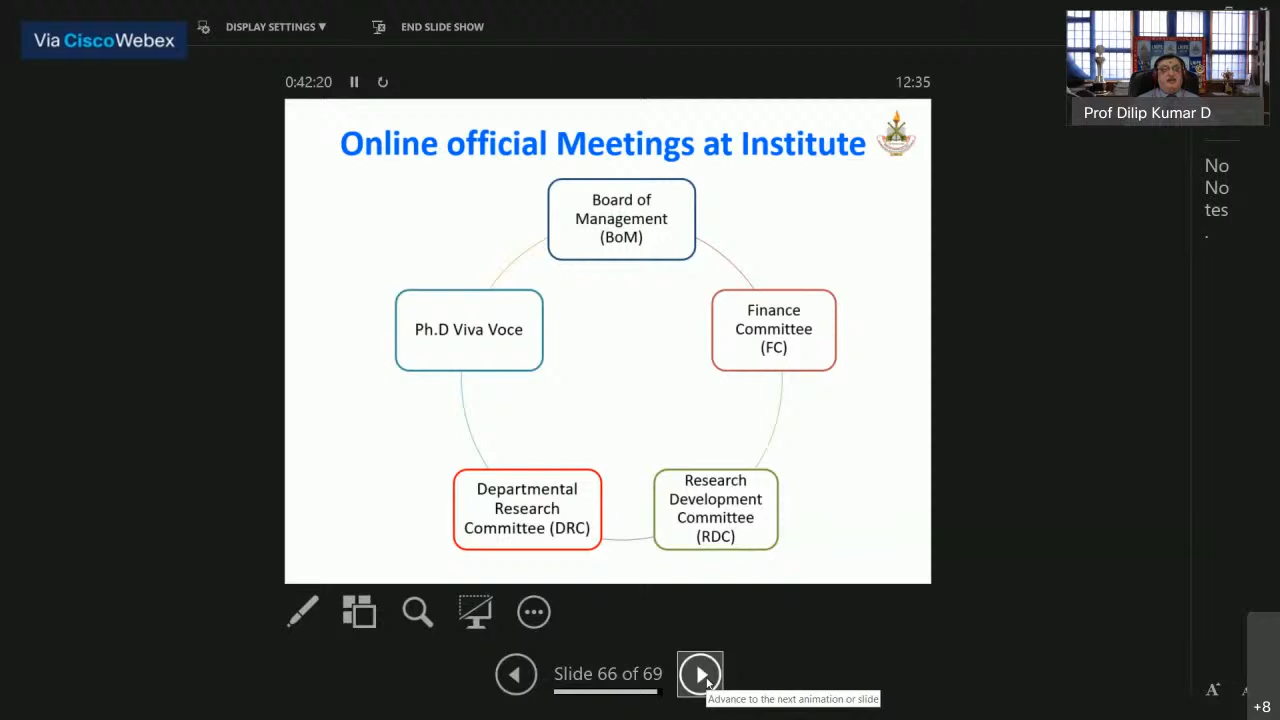 Via CiscoWebex
DISPLAY SETTINGS ▼
END SLIDE SHOW
0:42:20
12:35
Prof Dilip Kumar D
No
No
tes
.
Online official Meetings at Institute
Board of
Management
(BoM)
Ph.D Viva Voce
Finance
Committee
(FC)
Departmental
Research
Committee (DRC)
Research
Development
Committee
(RDC)
Slide 66 of 69
Advance to the next animation or slide
A
+8